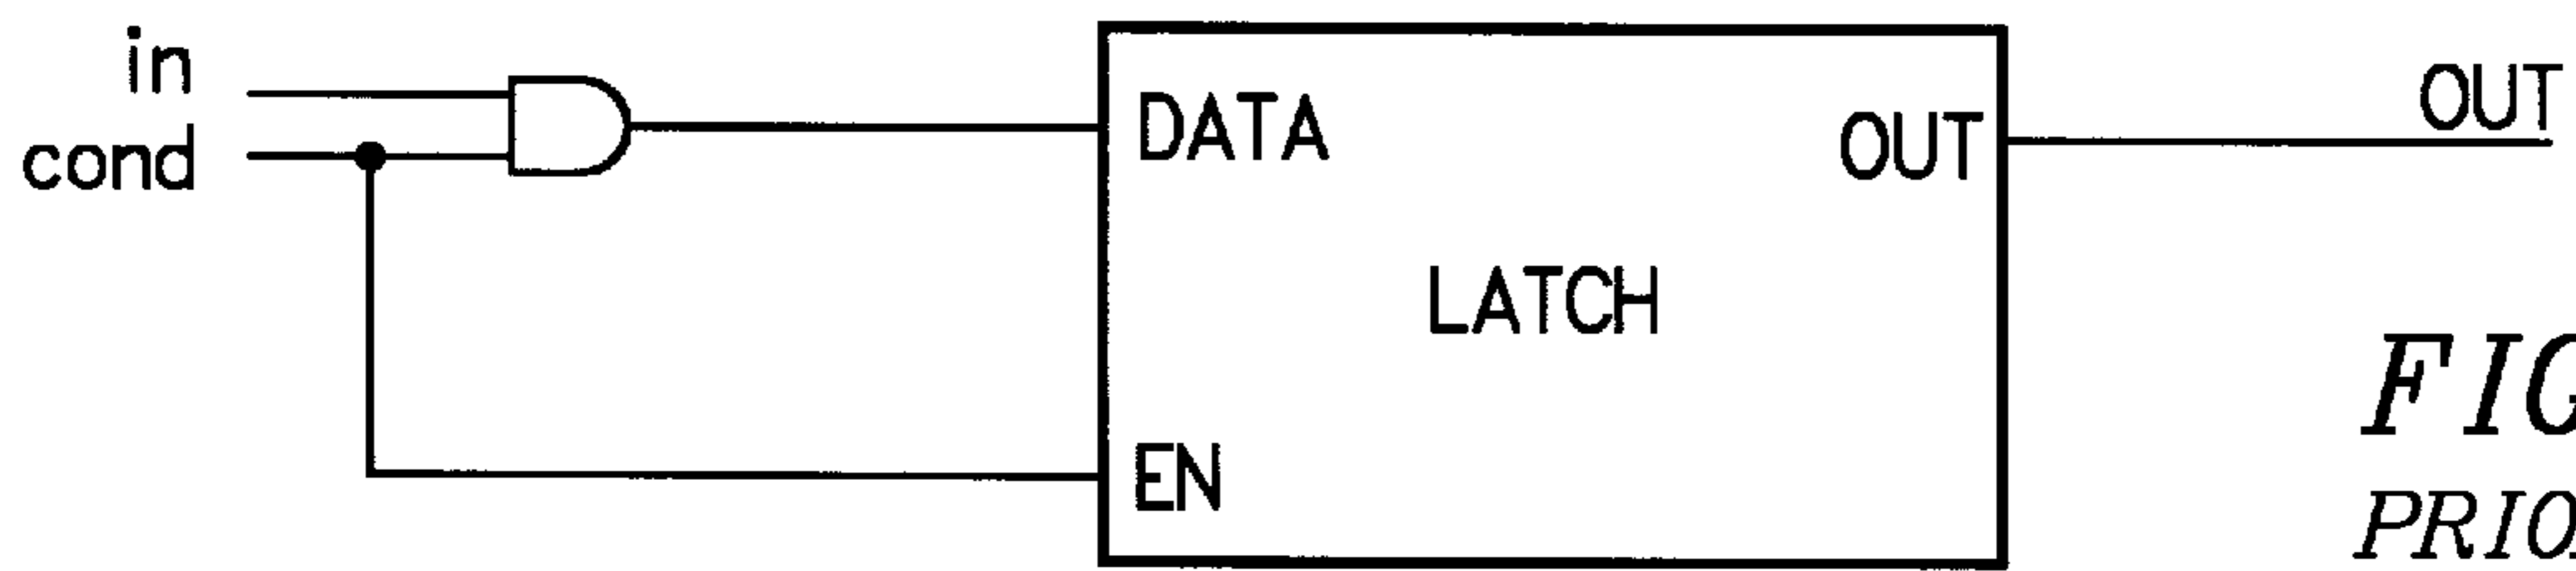 in
cond
DATA
OUT
OUT
LATCH
EN